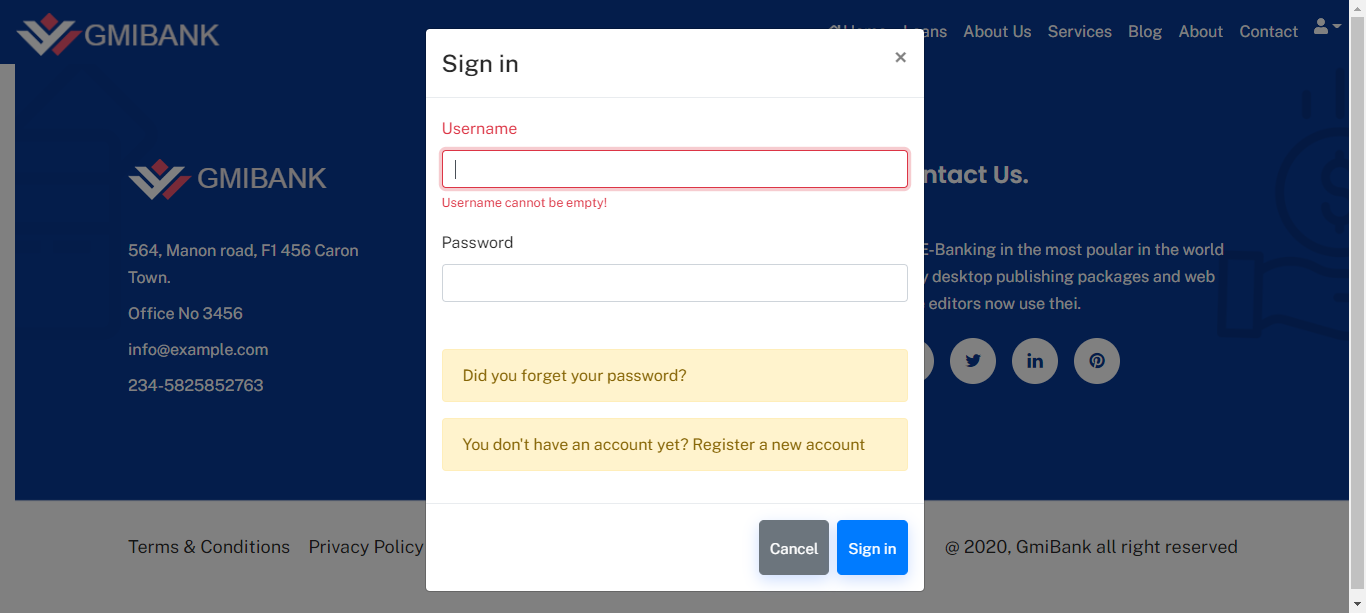 GMIBANK
About Us Services Blog About Contact
Sign in
×
Username
Username cannot be empty!
Password
Did you forget your password?
You don't have an account yet? Register a new account
Cancel Sign in
GMIBANK
564, Manon road, F1 456 Caron
Town.
Office No 3456
info@example.com
234-5825852763
Us.
E-Banking in the most poular in the world
desktop publishing packages and web
editors now use thei.
Terms & Conditions Privacy Policy
@ 2020, GmiBank all right reserved